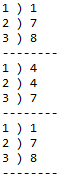 1 ) 1
2 ) 7
3 ) 8
--------
1 ) 4
2 ) 4
3 ) 7
--------
1 ) 1
2 ) 7
3 ) 8
--------